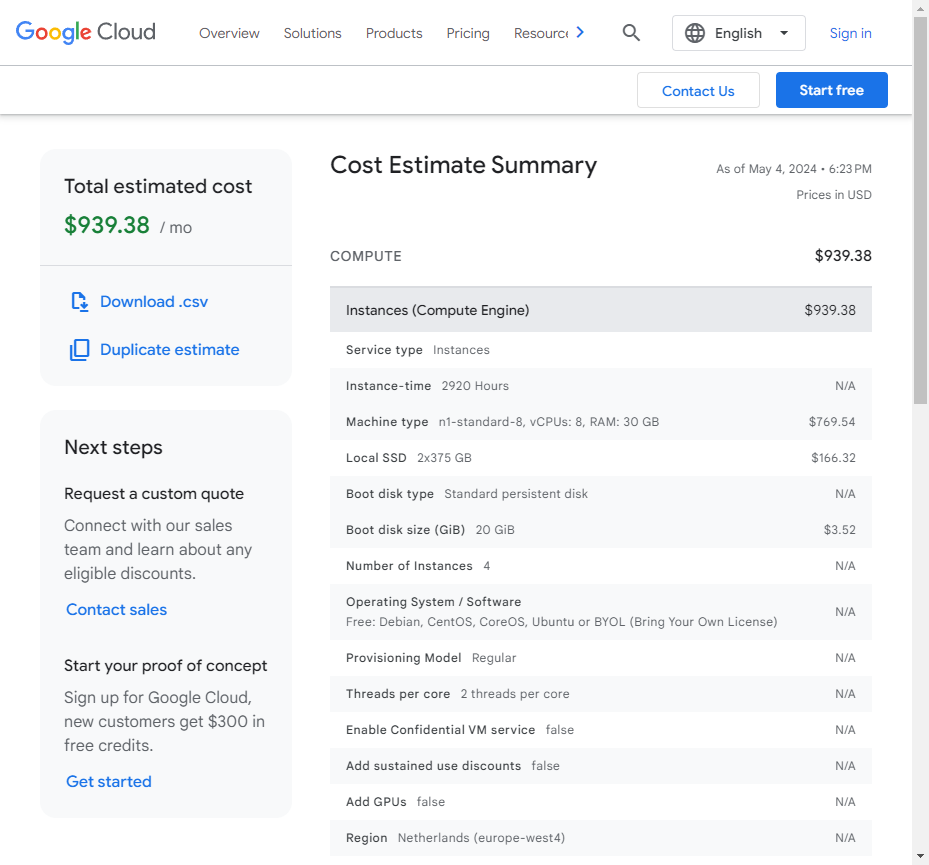 Google Cloud
Overview Solutions Products Pricing Resourc English Sign in
Contact Us Start free
Total estimated cost
$939.38 / mo
Download .csv
Duplicate estimate
Next steps
Request a custom quote
Connect with our sales
team and learn about any
eligible discounts.
Contact sales
Start your proof of concept
Sign up for Google Cloud,
new customers get $300 in
free credits.
Get started
Cost Estimate Summary
As of May 4, 2024 • 6:23 PM
Prices in USD
COMPUTE $939.38
Instances (Compute Engine) $939.38
Service type Instances
Instance-time 2920 Hours N/A
Machine type n1-standard-8, vCPUs: 8, RAM: 30 GB $769.54
Local SSD 2x375 GB $166.32
Boot disk type Standard persistent disk N/A
Boot disk size (GiB) 20 GiB $3.52
Number of Instances 4 N/A
Operating System / Software
Free: Debian, CentOS, CoreOS, Ubuntu or BYOL (Bring Your Own License) N/A
Provisioning Model Regular N/A
Threads per core 2 threads per core N/A
Enable Confidential VM service false N/A
Add sustained use discounts false N/A
Add GPUs false N/A
Region Netherlands (europe-west4) N/A